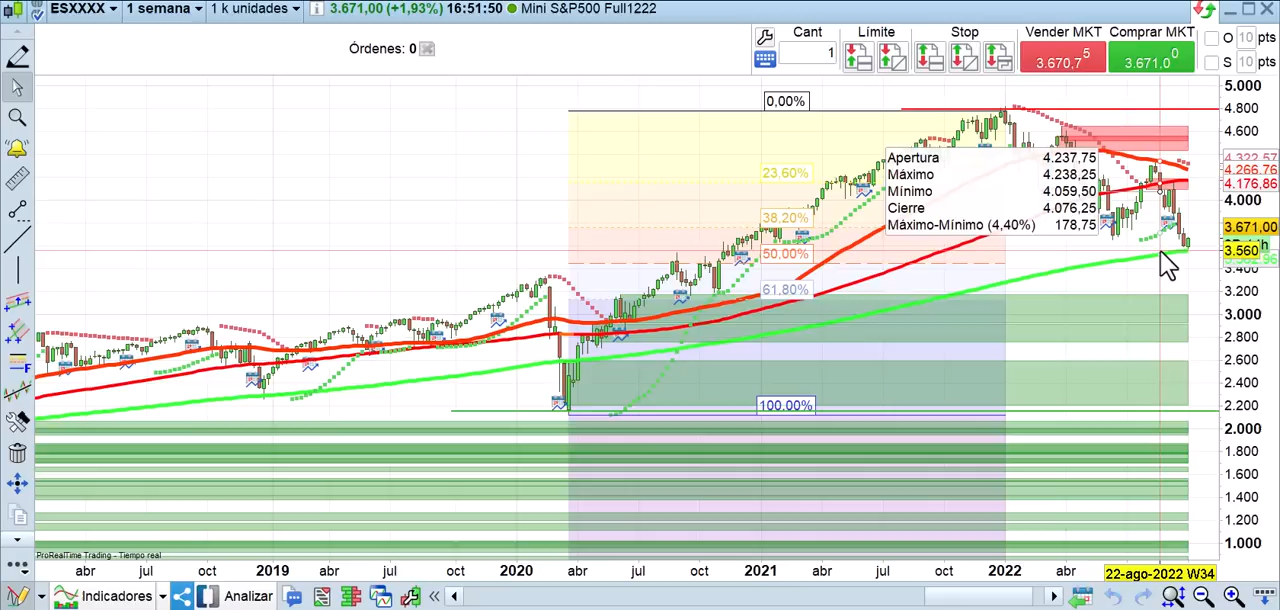 ESXXXX 1 semana 1 k unidades 3.671,00 (+1,93%) 16:51:50 Mini S&P500 Full1222
Órdenes: 0
Cant Límite Stop Vender MKT Comprar MKT
1 3.670,7 5 3.671,0 0
O 10 pts
S 10 pts
5.000
4.800
4.600
4.322,57
4.266,76
4.176,86
4.000
3.671,00
3.560
3.400
3.200
3.000
2.800
2.600
2.400
2.200
2.000
1.800
1.600
1.400
1.200
1.000
0,00%
23.60%
38.20%
50.00%
61.80%
100.00%
Apertura 4.237,75
Máximo 4.238,25
Mínimo 4.059,50
Cierre 4.076,25
Máximo-Mínimo (4,40%) 178,75
ProRealTime Trading - Tiempo real
abr jul oct 2019 abr jul oct 2020 abr jul oct 2021 abr jul oct 2022 abr 22-ago-2022 W34
Indicadores Analizar